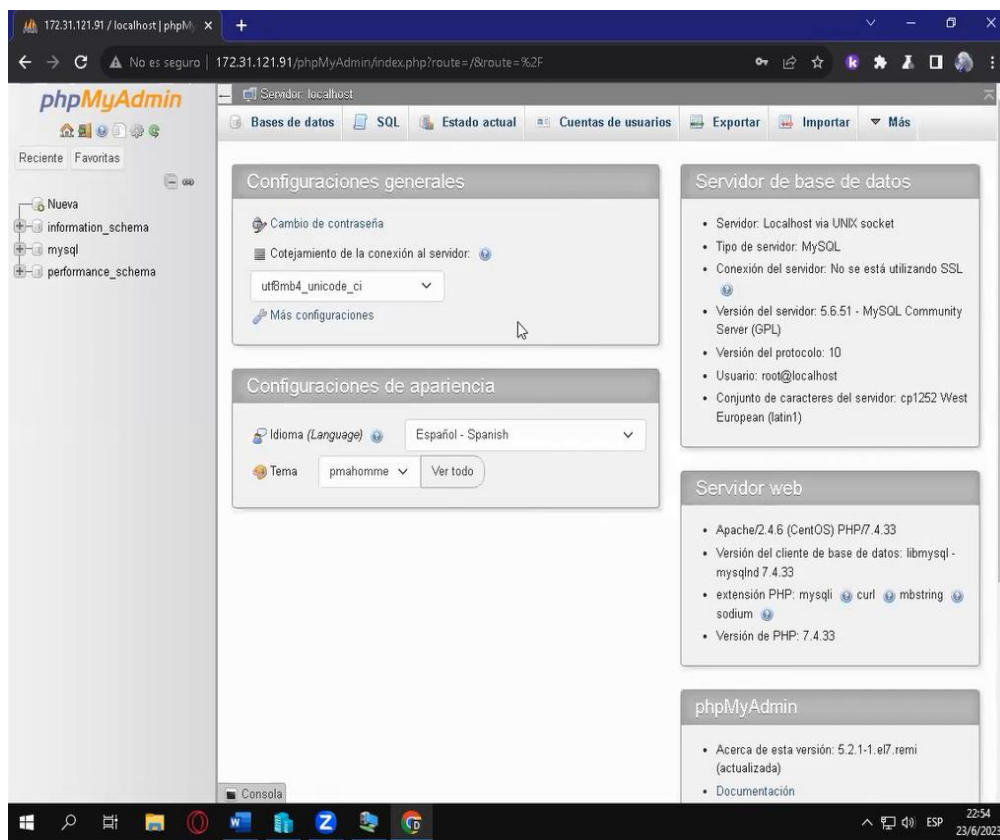 172.31.121.91 / localhost | phpMy
No es seguro
172.31.121.91/phpMyAdmin/index.php?route=/&route=%2F
phpMyAdmin
Reciente
Favoritas
Nueva
information_schema
mysql
performance_schema
Servidor: localhost
Bases de datos
SQL
Estado actual
Cuentas de usuarios
Exportar
Importar
Más
Configuraciones generales
Cambio de contraseña
Cotejamiento de la conexión al servidor:
utf8mb4_unicode_ci
Más configuraciones
Configuraciones de apariencia
Idioma (Language)
Español - Spanish
Tema
pmahomme
Ver todo
Servidor de base de datos
• Servidor: Localhost via UNIX socket
• Tipo de servidor: MySQL
• Conexión del servidor: No se está utilizando SSL
• Versión del servidor: 5.6.51 - MySQL Community
Server (GPL)
• Versión del protocolo: 10
• Usuario: root@localhost
• Conjunto de caracteres del servidor: cp1252 West
European (latin1)
Servidor web
• Apache/2.4.6 (CentOS) PHP/7.4.33
• Versión del cliente de base de datos: libmysql -
mysqlnd 7.4.33
• extensión PHP: mysqli curl mbstring
sodium
• Versión de PHP: 7.4.33
phpMyAdmin
• Acerca de esta versión: 5.2.1-1.el7.remi
(actualizada)
• Documentación
Consola
ESP
22:54
23/6/2023